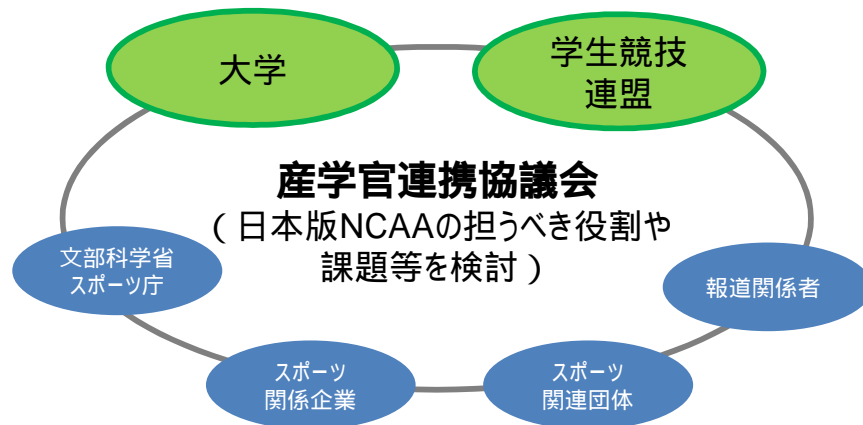 大学
学生競技
連盟
産学官連携協議会
（日本版NCAAの担うべき役割や
課題等を検討）
文部科学省
スポーツ庁
報道関係者
スポーツ
関係企業
スポーツ
関連団体